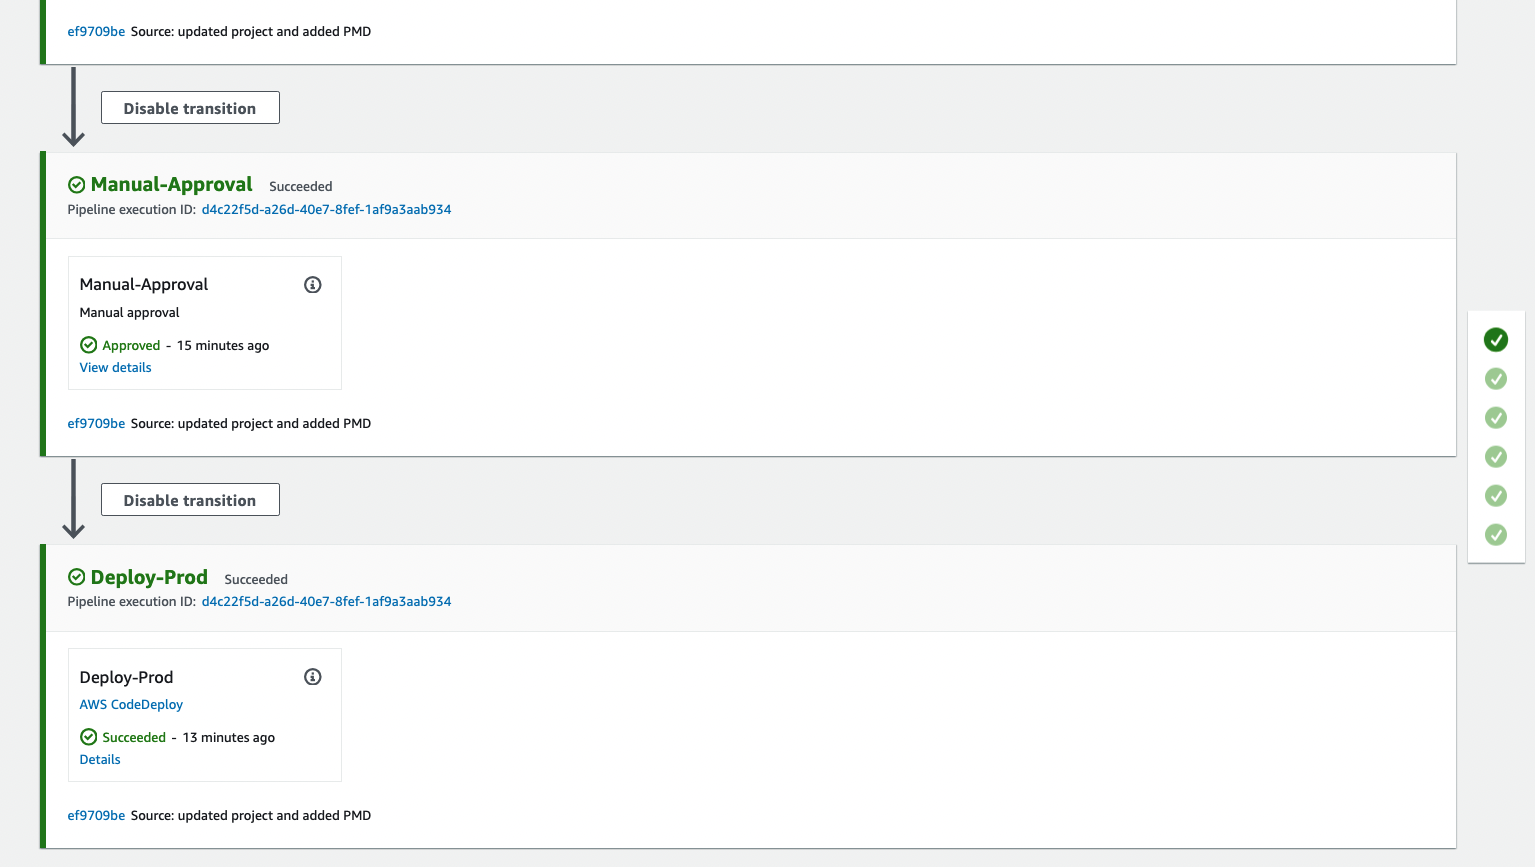 ef9709be Source: updated project and added PMD
Disable transition
Manual-Approval Succeeded
Pipeline execution ID: d4c22f5d-a26d-40e7-8fef-1af9a3aab934
Manual-Approval
Manual approval
Approved - 15 minutes ago
View details
ef9709be Source: updated project and added PMD
Disable transition
Deploy-Prod Succeeded
Pipeline execution ID: d4c22f5d-a26d-40e7-8fef-1af9a3aab934
Deploy-Prod
AWS CodeDeploy
Succeeded - 13 minutes ago
Details
ef9709be Source: updated project and added PMD